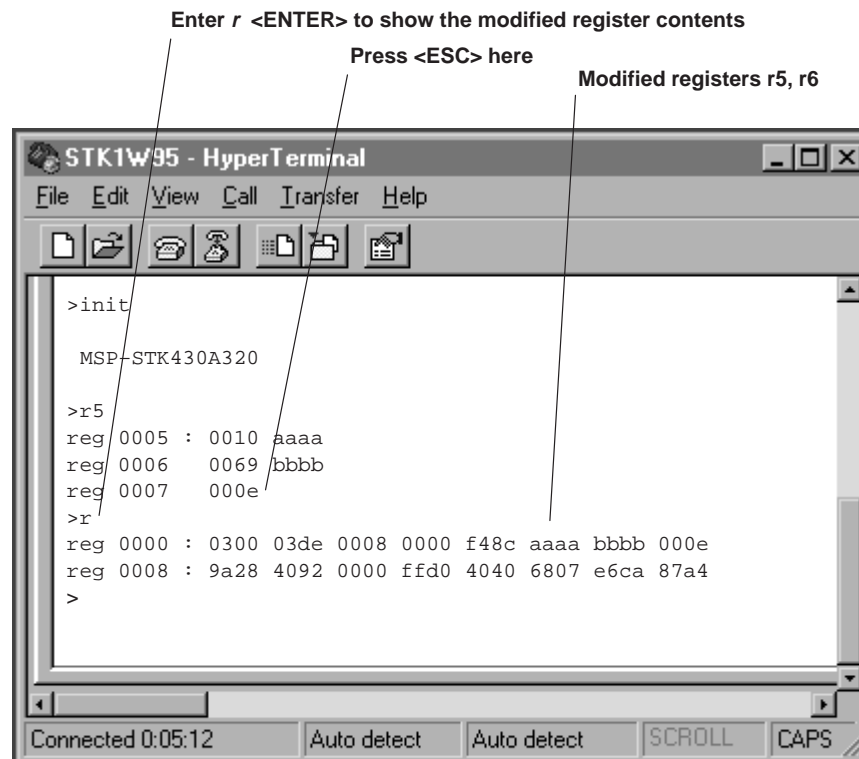 Enter r <ENTER> to show the modified register contents
Press <ESC> here
Modified registers r5, r6
STK1W95 - HyperTerminal
File Edit View Call Transfer Help
>init
MSP-STK430A320
>r5
reg 0005 : 0010 aaaa
reg 0006 0069 bbbb
reg 0007 000e
>r
reg 0000 : 0300 03de 0008 0000 f48c aaaa bbbb 000e
reg 0008 : 9a28 4092 0000 ffd0 4040 6807 e6ca 87a4
>
Connected 0:05:12 Auto detect Auto detect SCROLL CAPS